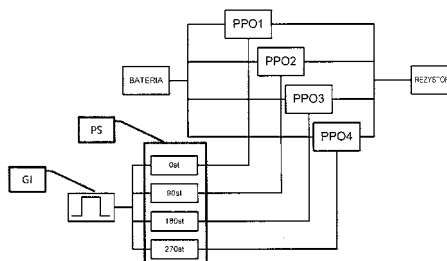 PPO1
PPO2
BATERIA
REZYSTOR
PPO3
PS
PPO4
0st
GI
90st
180st
270st